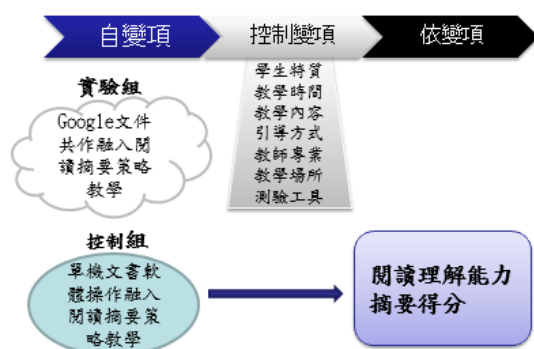 自變項
控制變項
依變項
實驗組
Google文件
共作融入閱
讀摘要策略
教學
學生特質
教學時間
教學內容
引導方式
教師專業
教學場所
測驗工具
控制組
單機文書軟
體操作融入
閱讀摘要策
略教學
閱讀理解能力
摘要得分